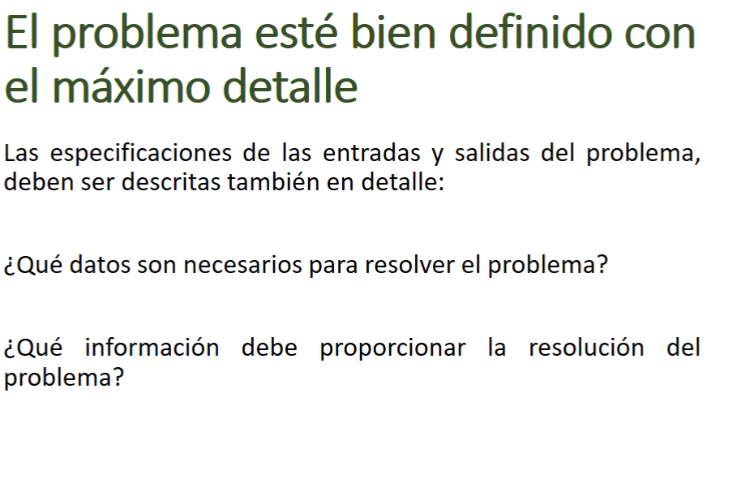 El problema esté bien definido con
el máximo detalle
Las especificaciones de las entradas y salidas del problema,
deben ser descritas también en detalle:
¿Qué datos son necesarios para resolver el problema?
¿Qué información debe proporcionar la resolución del
problema?